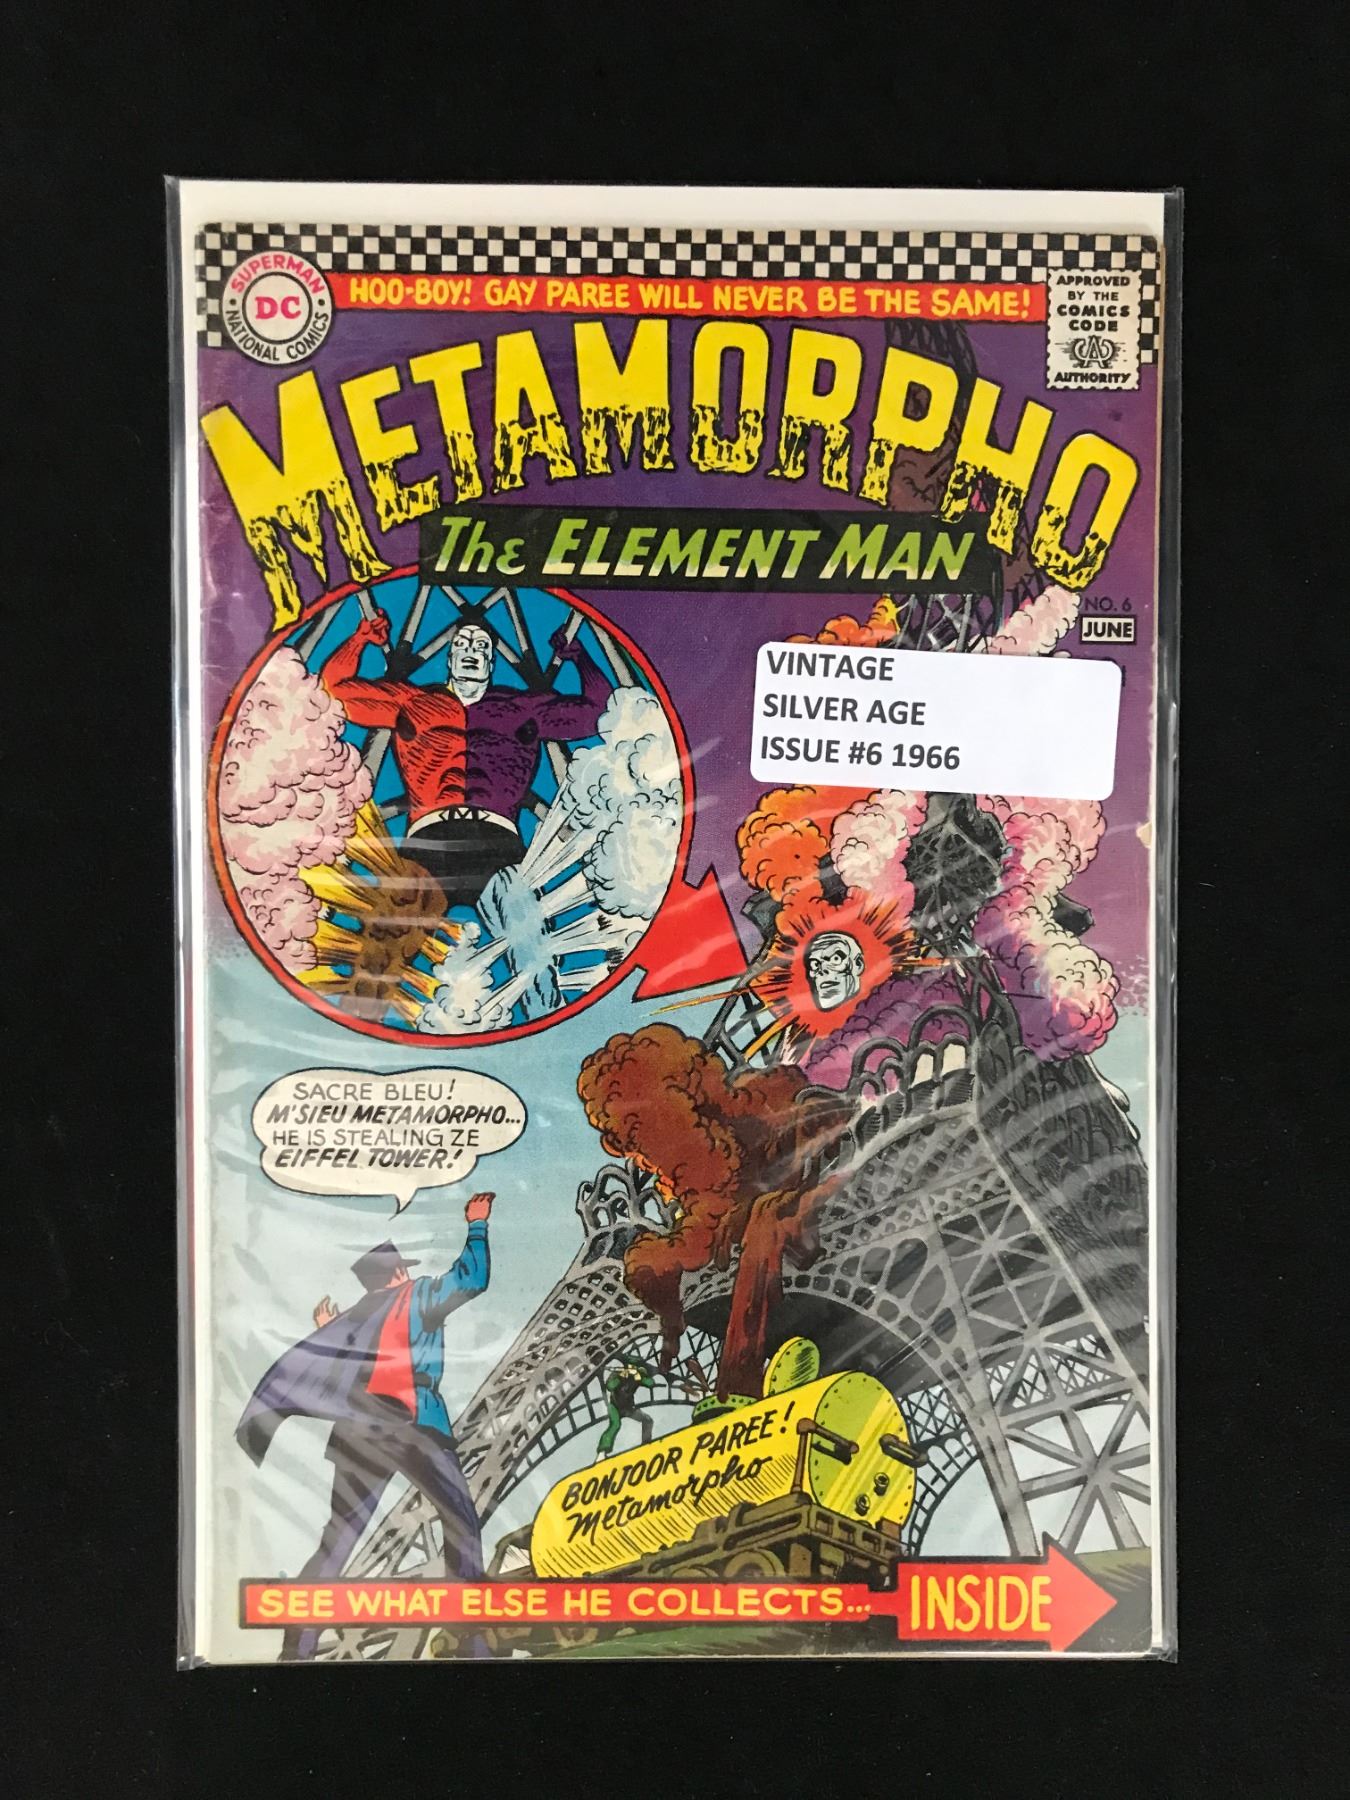 HOO-BOY! GAY PAREE WILL NEVER BE THE SAME!
SUPERMAN
DC
NATIONAL COMICS
APPROVED
BY THE
COMICS
CODE
CA
AUTHORITY
METAMORPHO
The ELEMENT MAN
NO. 6
JUNE
VINTAGE
SILVER AGE
ISSUE #6 1966
M
SACRE BLEU!
M'SIEU METAMORPHO...
HE IS STEALING ZE
EIFFEL TOWER!
BONJOOR PAREE!
Metamorpho
SEE WHAT ELSE HE COLLECTS... INSIDE